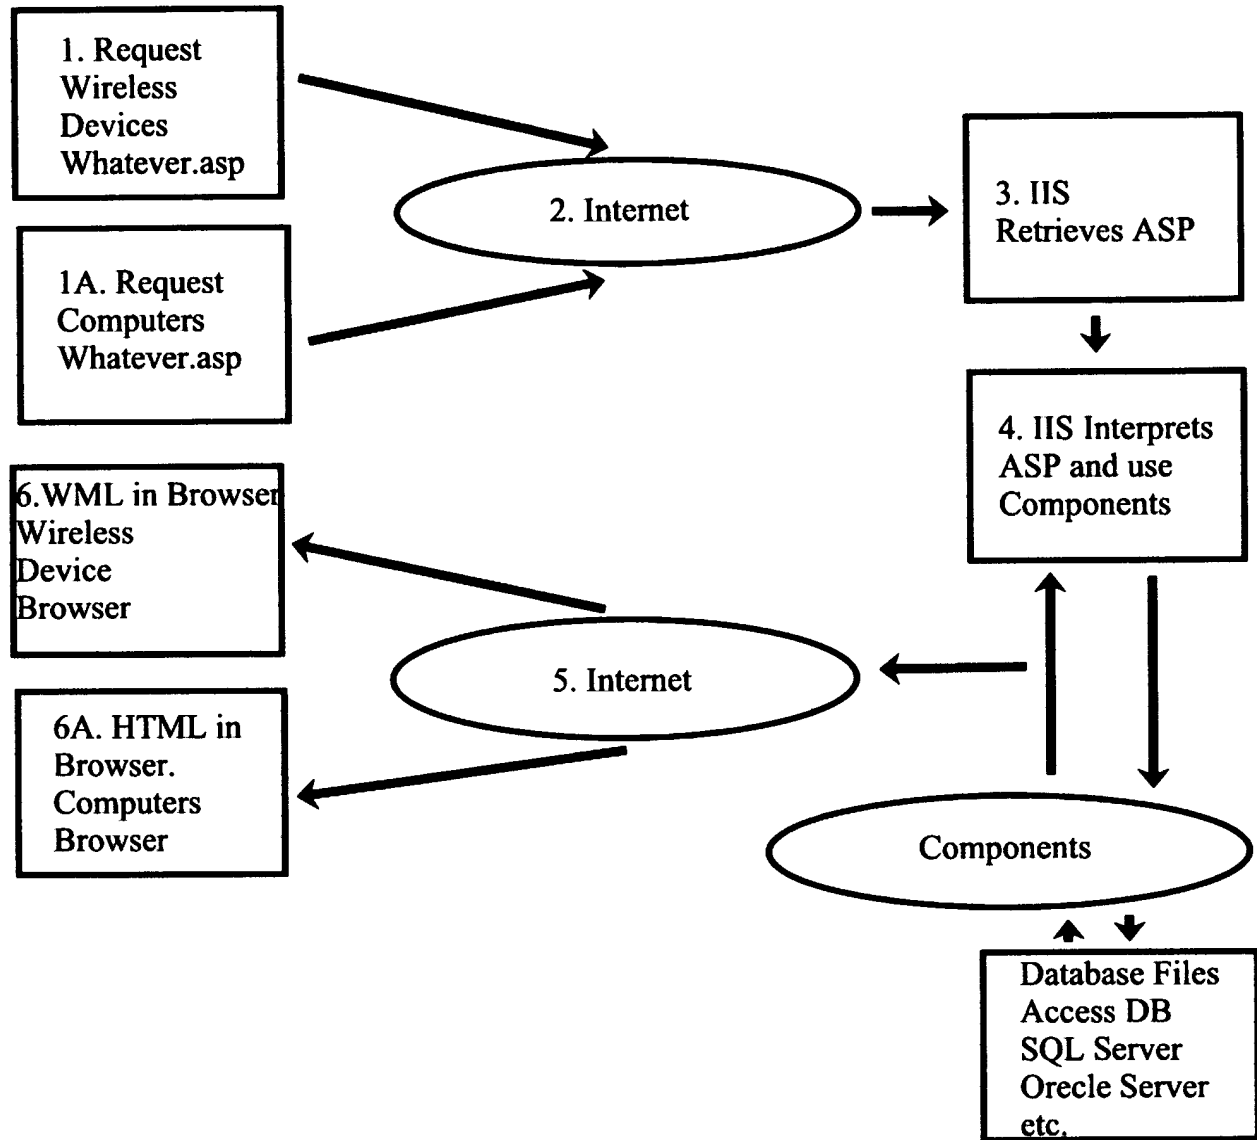 1. Request
Wireless
Devices
Whatever.asp
2. Internet
3. IIS
Retrieves ASP
1A. Request
Computers
Whatever.asp
4. IIS Interprets
ASP and use
Components
6.WML in Browser
Wireless
Device
Browser
5. Internet
6A. HTML in
Browser.
Computers
Browser
Components
Database Files
Access DB
SQL Server
Orecle Server
etc.